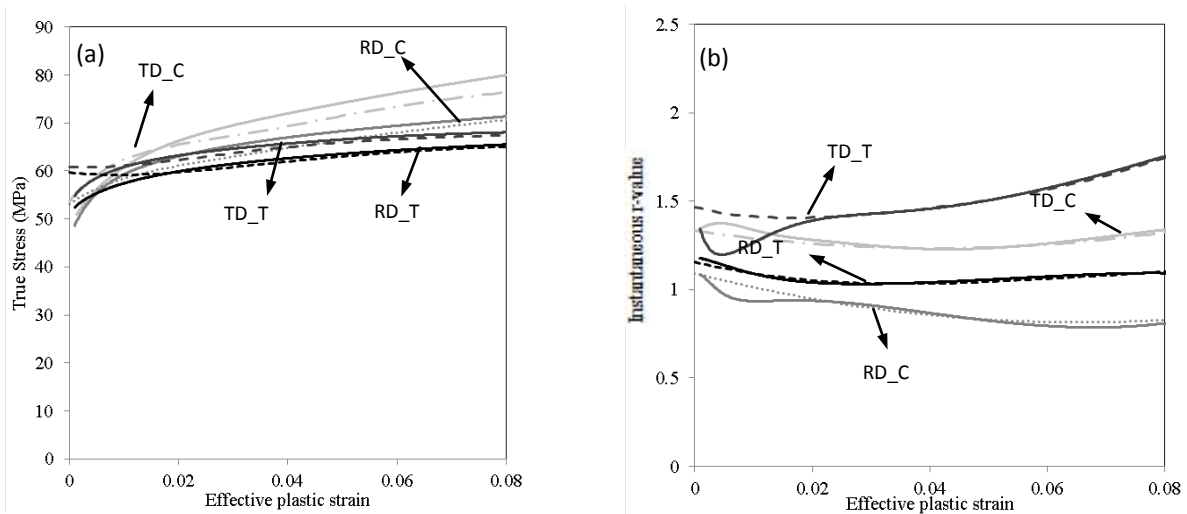 (a)
90
80
70
60
50
40
30
20
10
0
True Stress (MPa)
TD_C
RD_C
TD_T
RD_T
0
0.02
0.04
0.06
0.08
Effective plastic strain
(b)
2.5
2
1.5
1
0.5
0
Instantaneous r-value
TD_T
TD_C
RD_T
RD_C
0
0.02
0.04
0.06
0.08
Effective plastic strain